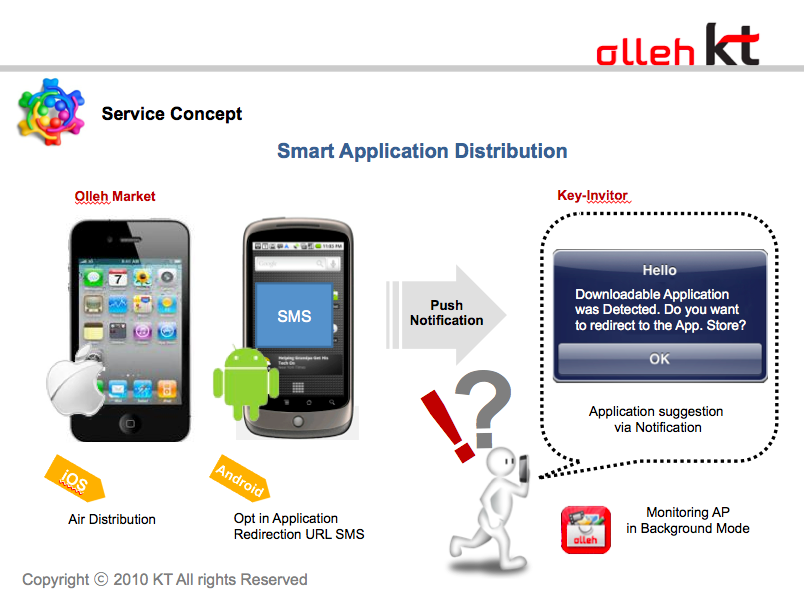 olleh kt
Service Concept
Smart Application Distribution
Olleh Market
Key-Invitor
7
SMS
Push
Notification
Hello
Downloadable Application
was Detected. Do you want
to redirect to the App. Store?
OK
Application suggestion
via Notification
iOS
Android
Air Distribution
Opt in Application
Redirection URL SMS
olleh
Monitoring AP
in Background Mode
Copyright ⓒ 2010 KT All rights Reserved